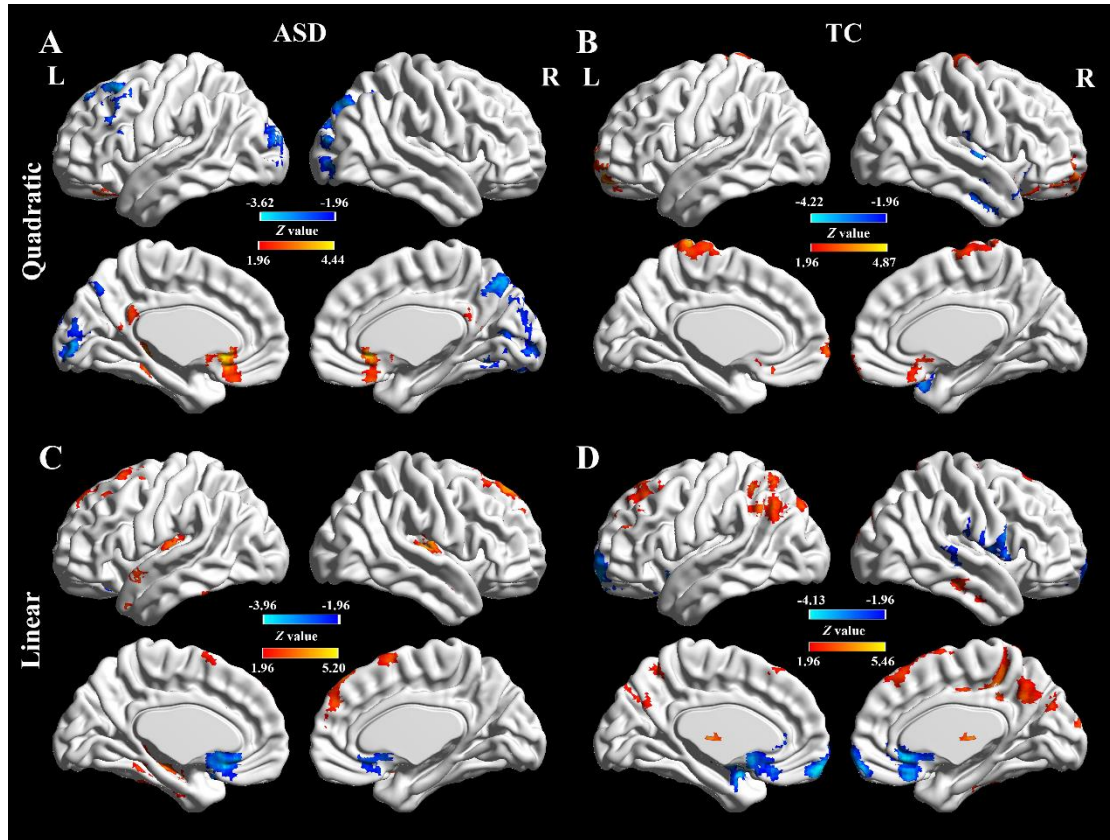 A ASD B TC
L R L R
Quadratic
-3.62 -1.96
Z value
1.96 4.44
-4.22 -1.96
Z value
1.96 4.87
C D
Linear
-3.96 -1.96
Z value
1.96 5.20
-4.13 -1.96
Z value
1.96 5.46